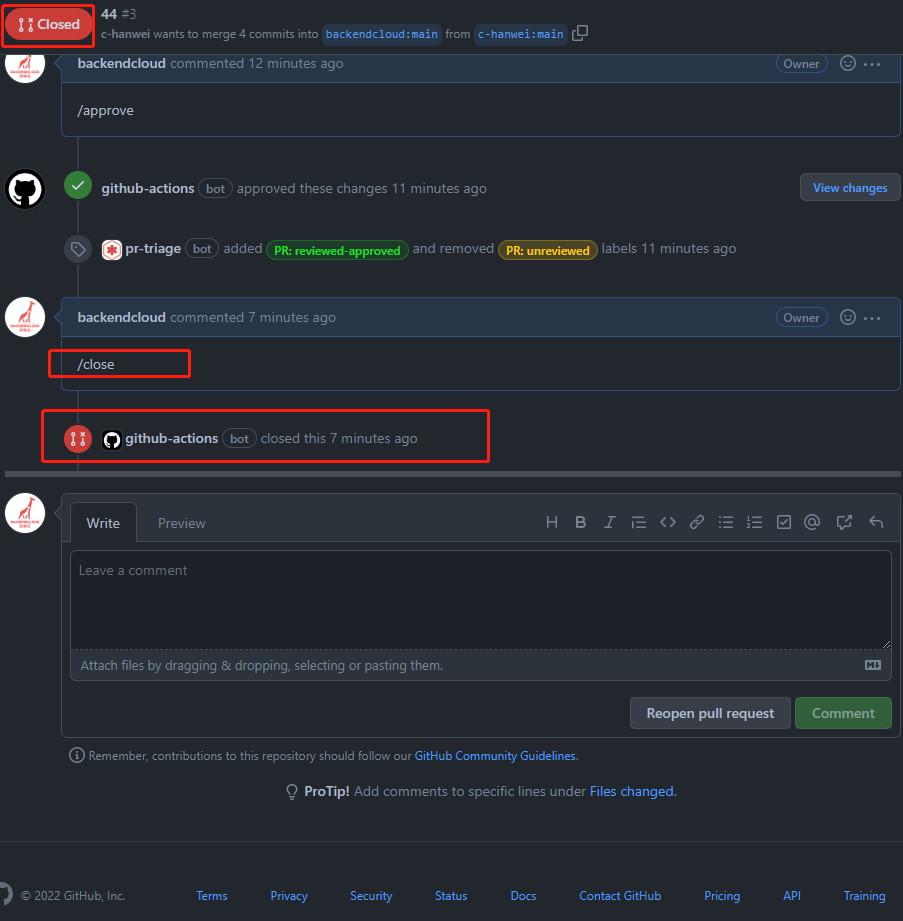 Closed
44 #3
c-hanwei wants to merge 4 commits into backendcloud:main from c-hanwei:main
backendcloud commented 12 minutes ago Owner
/approve
github-actions bot approved these changes 11 minutes ago View changes
pr-triage bot added PR: reviewed-approved and removed PR: unreviewed labels 11 minutes ago
backendcloud commented 7 minutes ago Owner
/close
github-actions bot closed this 7 minutes ago
Write Preview
Leave a comment
Attach files by dragging & dropping, selecting or pasting them.
Reopen pull request Comment
Remember, contributions to this repository should follow our GitHub Community Guidelines.
ProTip! Add comments to specific lines under Files changed.
© 2022 GitHub, Inc. Terms Privacy Security Status Docs Contact GitHub Pricing API Training